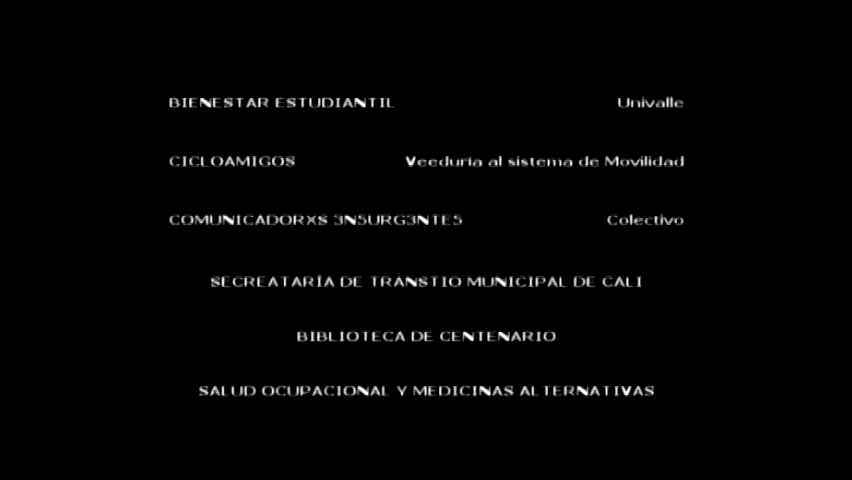 BIENESTAR ESTUDIANTIL Univalle
CICLOAMIGOS Veeduría al sistema de Movilidad
COMUNICADORXS 3N5URG3NTE5 Colectivo
SECREATARÍA DE TRANSTIO MUNICIPAL DE CALI
BIBLIOTECA DE CENTENARIO
SALUD OCUPACIONAL Y MEDICINAS ALTERNATIVAS